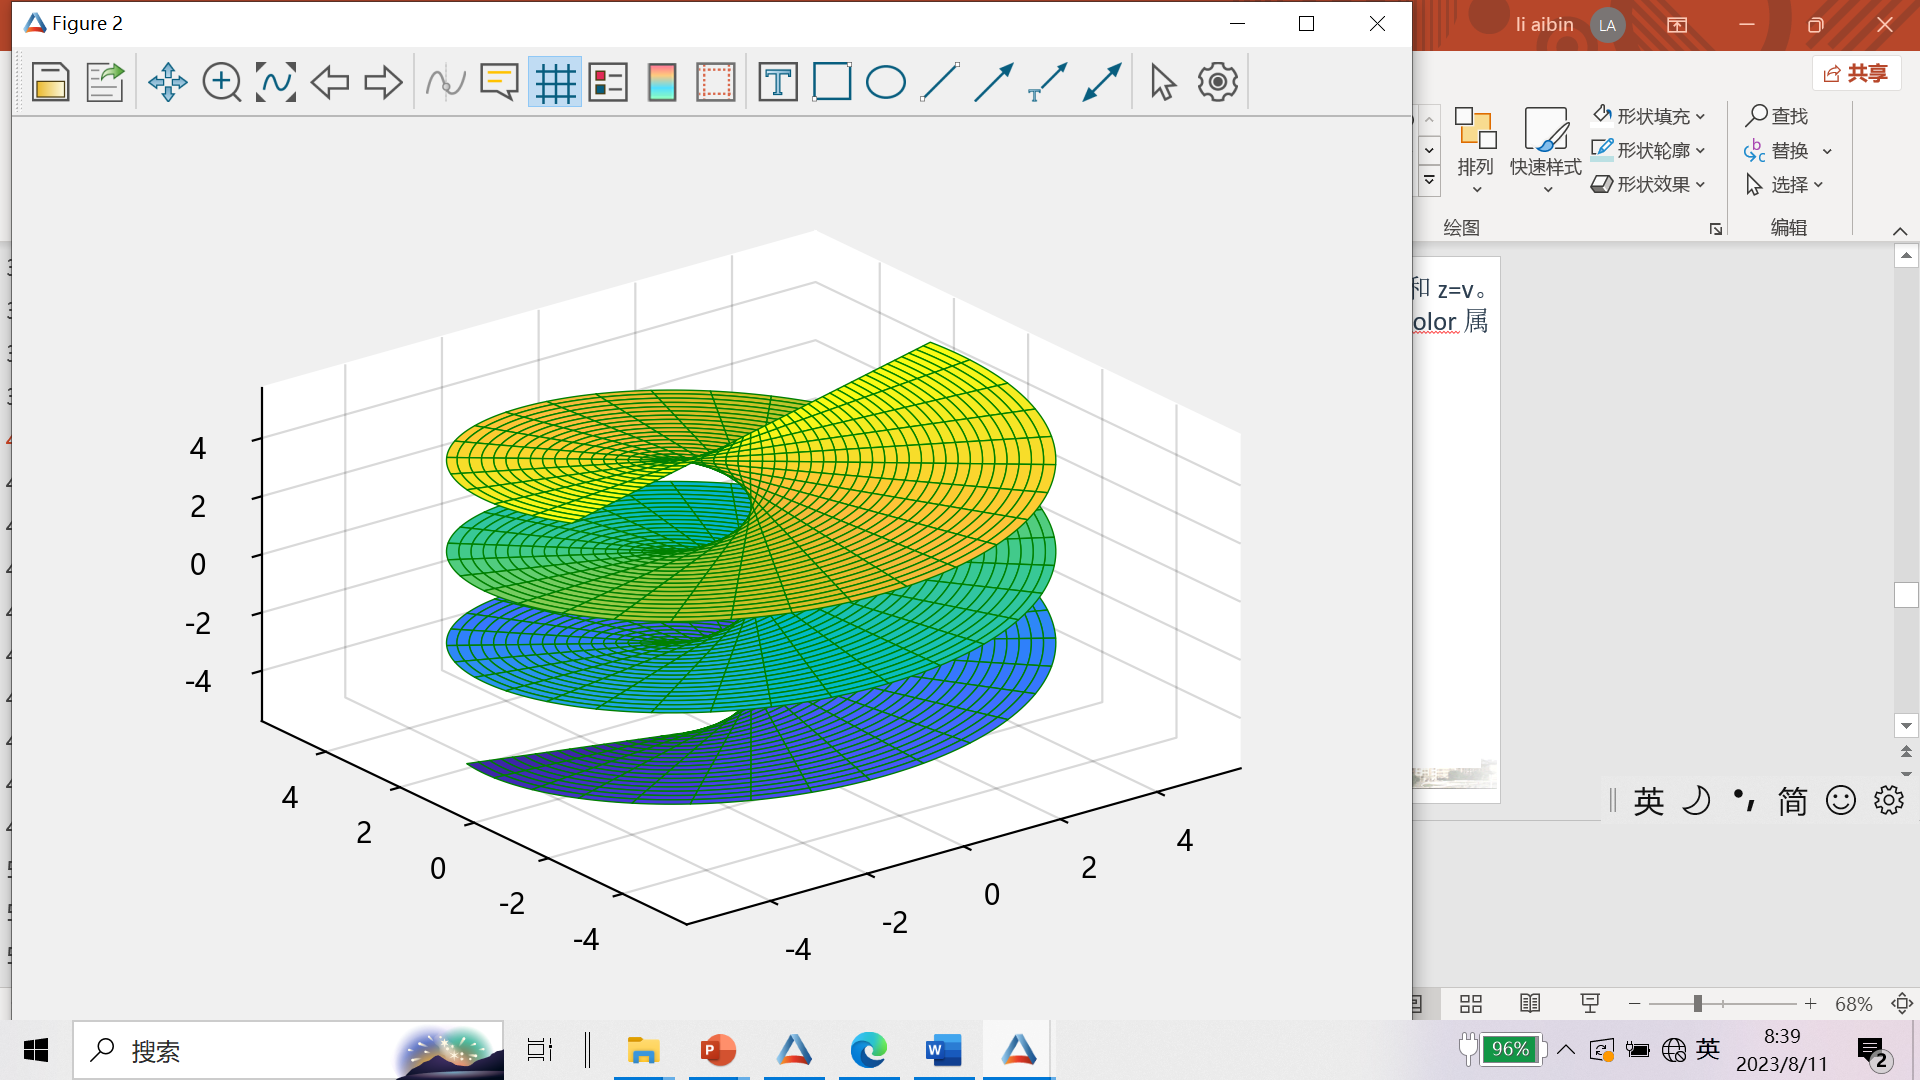 Figure 2
li aibin
LA
共享
排列
快速样式
形状填充
形状轮廓
形状效果
绘图
查找
替换
选择
编辑
和 z=v。
olor 属
4
2
0
-2
-4
4
2
0
-2
-4
-4
-2
0
2
4
英
简
68%
搜索
96%
英
8:39
2023/8/11
2